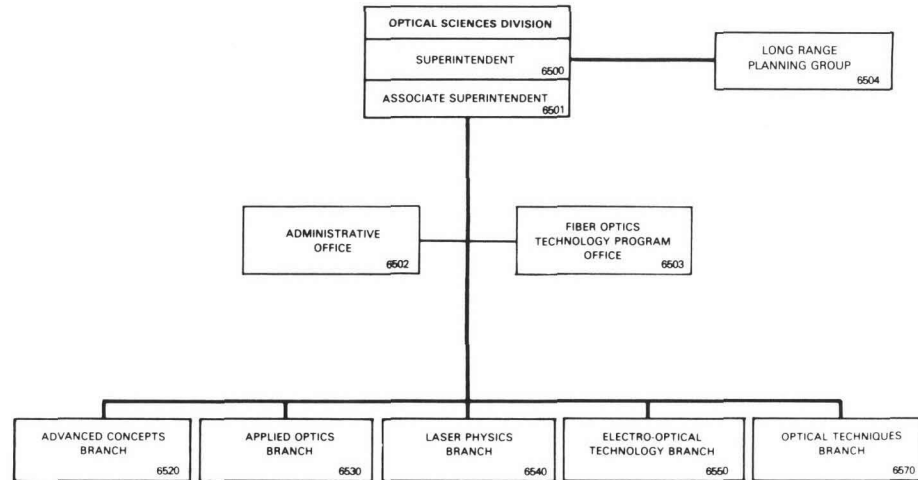 OPTICAL SCIENCES DIVISION
SUPERINTENDENT
6500
ASSOCIATE SUPERINTENDENT
6501
LONG RANGE
PLANNING GROUP
6504
ADMINISTRATIVE
OFFICE
6502
FIBER OPTICS
TECHNOLOGY PROGRAM
OFFICE
6503
ADVANCED CONCEPTS
BRANCH
6520
APPLIED OPTICS
BRANCH
6530
LASER PHYSICS
BRANCH
6540
ELECTRO-OPTICAL
TECHNOLOGY BRANCH
6550
OPTICAL TECHNIQUES
BRANCH
6570